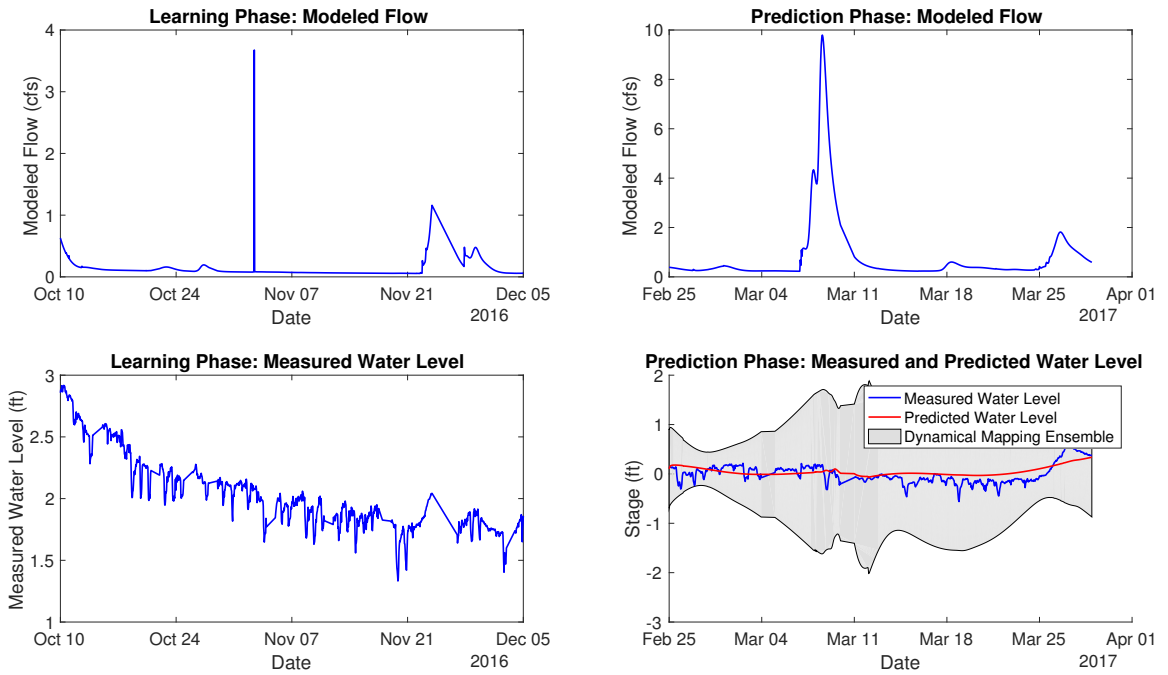 Learning Phase: Modeled Flow
Modeled Flow (cfs)
4
3
2
1
0
Oct 10
Oct 24
Nov 07
Nov 21
Dec 05
Date
2016
Prediction Phase: Modeled Flow
Modeled Flow (cfs)
10
8
6
4
2
0
Feb 25
Mar 04
Mar 11
Mar 18
Mar 25
Apr 01
Date
2017
Learning Phase: Measured Water Level
Measured Water Level (ft)
3
2.5
2
1.5
1
Oct 10
Oct 24
Nov 07
Nov 21
Dec 05
Date
2016
Prediction Phase: Measured and Predicted Water Level
Stage (ft)
2
1
0
-1
-2
-3
Measured Water Level
Predicted Water Level
Dynamical Mapping Ensemble
Feb 25
Mar 04
Mar 11
Mar 18
Mar 25
Apr 01
Date
2017